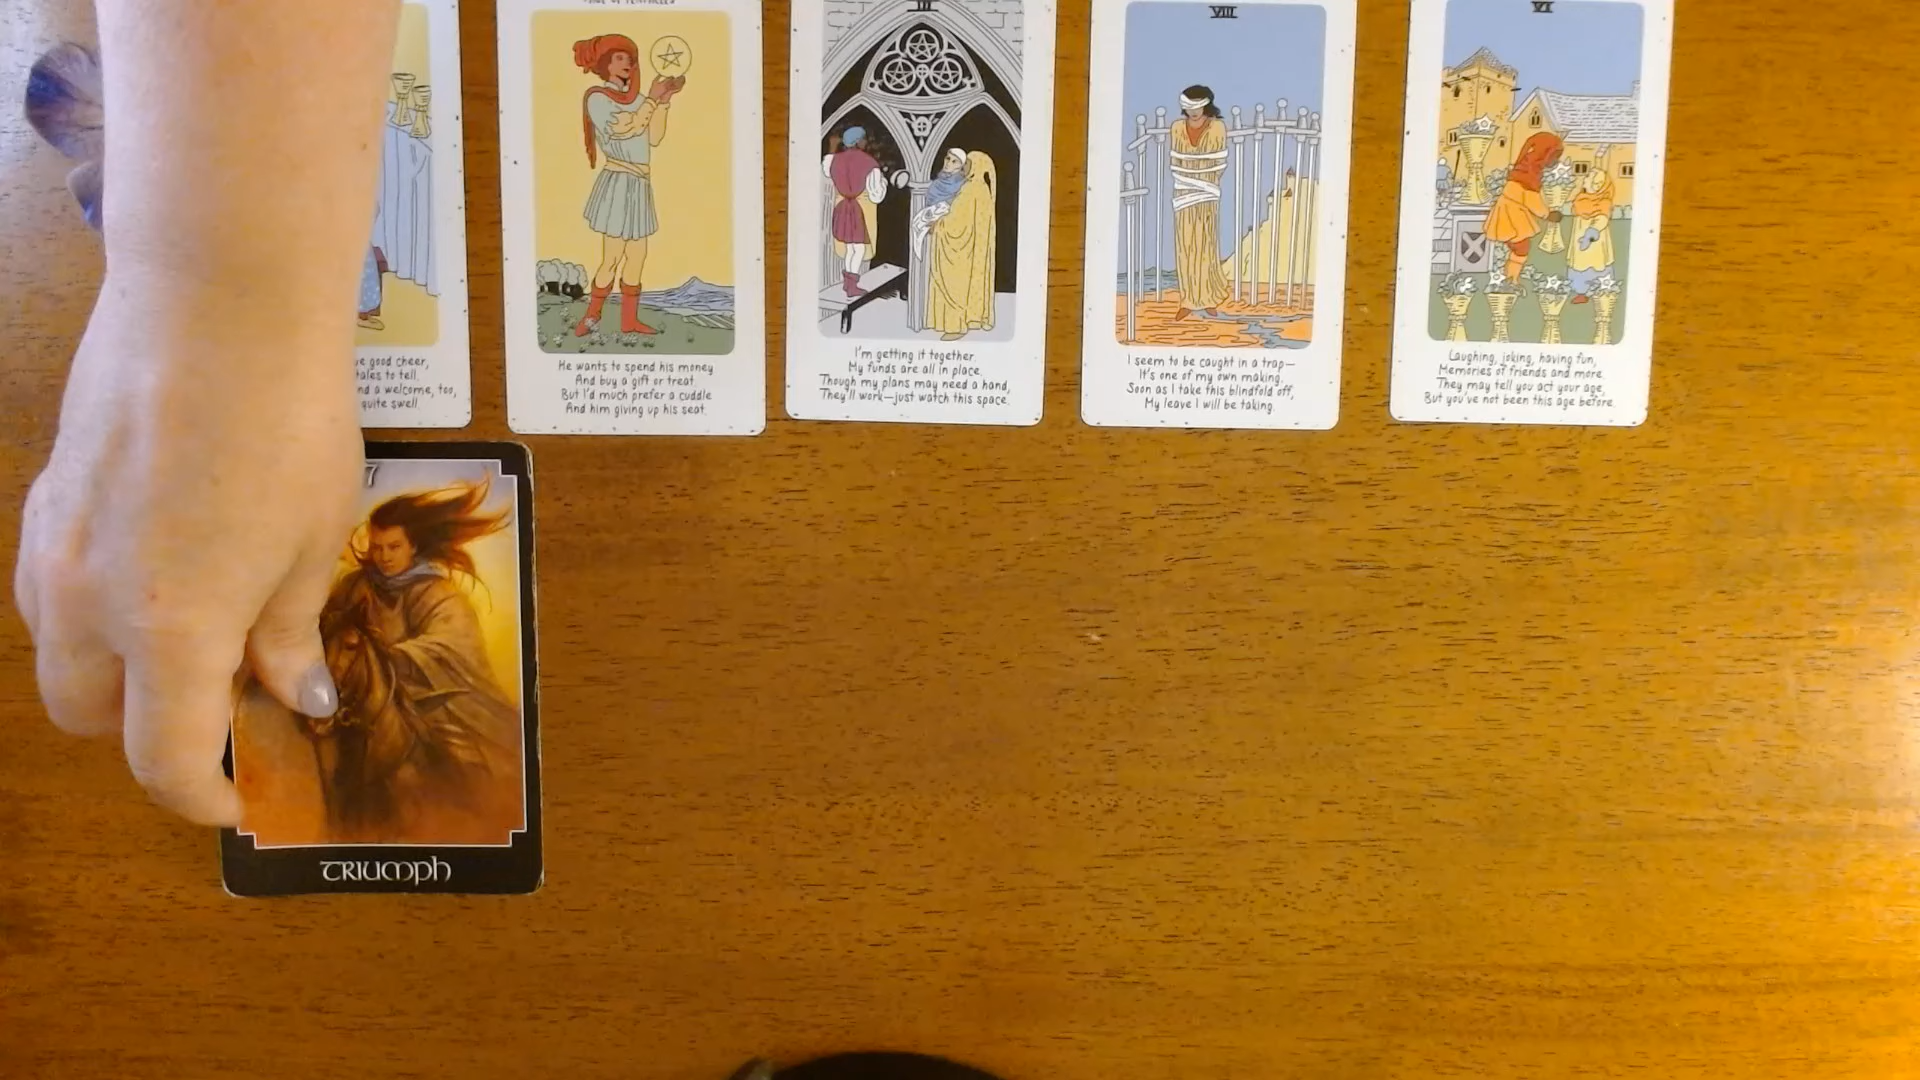 III
VIII
VI
ve good cheer,
tales to tell.
nd a welcome, too,
quite swell.
He wants to spend his money
And buy a gift or treat.
But I'd much prefer a cuddle
And him giving up his seat.
I'm getting it together.
My funds are all in place.
Though my plans may need a hand,
They'll work—just watch this space.
I seem to be caught in a trap—
It's one of my own making.
Soon as I take this blindfold off,
My leave I will be taking.
Laughing, joking, having fun,
Memories of friends and more.
They may tell you act your age,
But you've not been this age before.
7
TRIUMPH